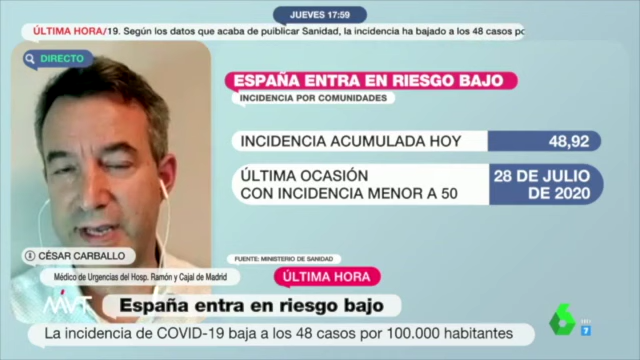 JUEVES 17:59
ÚLTIMA HORA/19. Según los datos que acaba de puiblicar Sanidad, la incidencia ha bajado a los 48 casos po
DIRECTO
ESPAÑA ENTRA EN RIESGO BAJO
INCIDENCIA POR COMUNIDADES
INCIDENCIA ACUMULADA HOY 48,92
ÚLTIMA OCASIÓN
CON INCIDENCIA MENOR A 50
28 DE JULIO
DE 2020
FUENTE: MINISTERIO DE SANIDAD
CÉSAR CARBALLO
Médico de Urgencias del Hosp. Ramón y Cajal de Madrid
ÚLTIMA HORA
MVT
España entra en riesgo bajo
La incidencia de COVID-19 baja a los 48 casos por 100.000 habitantes
6
7